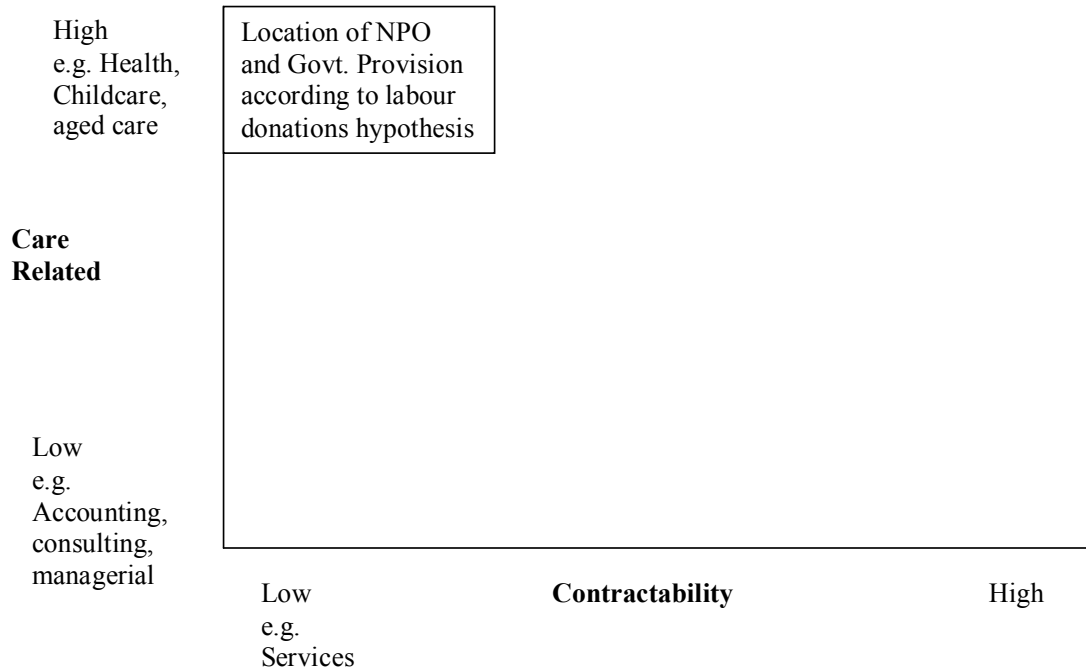 High
e.g. Health,
Childcare,
aged care
Location of NPO
and Govt. Provision
according to labour
donations hypothesis
Care
Related
Low
e.g.
Accounting,
consulting,
managerial
Low
e.g.
Services
Contractability
High